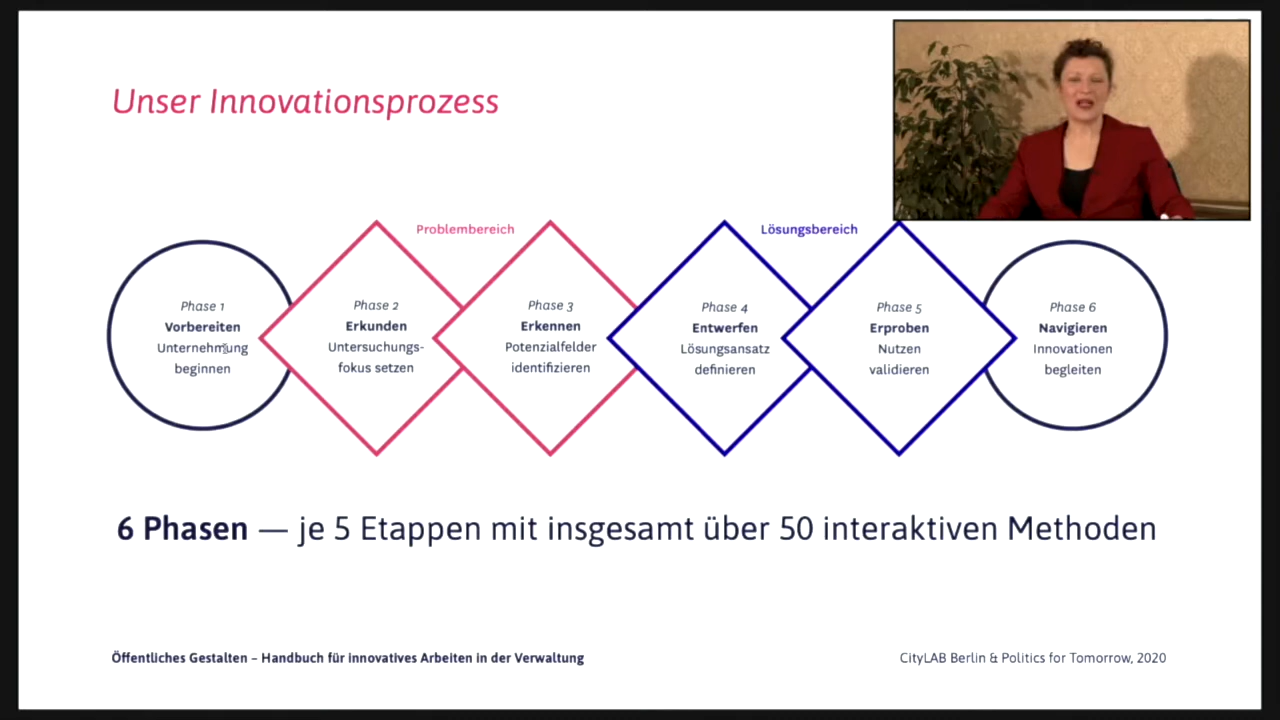 Unser Innovationsprozess
Problembereich
Lösungsbereich
Phase 1
Vorbereiten
Unternehmung
beginnen
Phase 2
Erkunden
Untersuchungs-
fokus setzen
Phase 3
Erkennen
Potenzialfelder
identifizieren
Phase 4
Entwerfen
Lösungsansatz
definieren
Phase 5
Erproben
Nutzen
validieren
Phase 6
Navigieren
Innovationen
begleiten
6 Phasen — je 5 Etappen mit insgesamt über 50 interaktiven Methoden
Öffentliches Gestalten – Handbuch für innovatives Arbeiten in der Verwaltung
CityLAB Berlin & Politics for Tomorrow, 2020